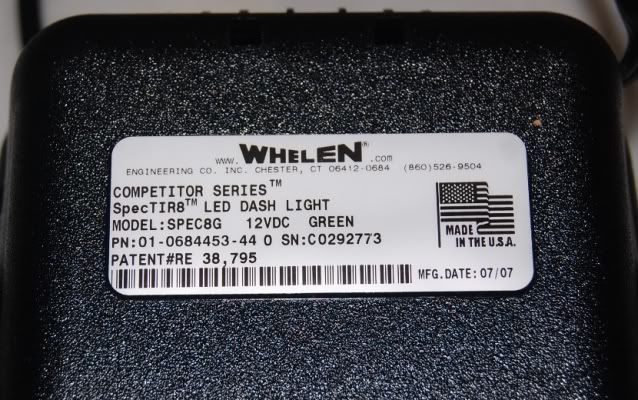 www.WHELEN®.com
ENGINEERING CO. INC. CHESTER, CT 06412-0684 (860)526-9504
COMPETITOR SERIES™
SpecTIR8™ LED DASH LIGHT
MODEL:SPEC8G 12VDC GREEN
PN:01-0684453-44 0 SN:C0292773
PATENT#RE 38,795
MADE
IN THE U.S.A.
MFG.DATE: 07/07